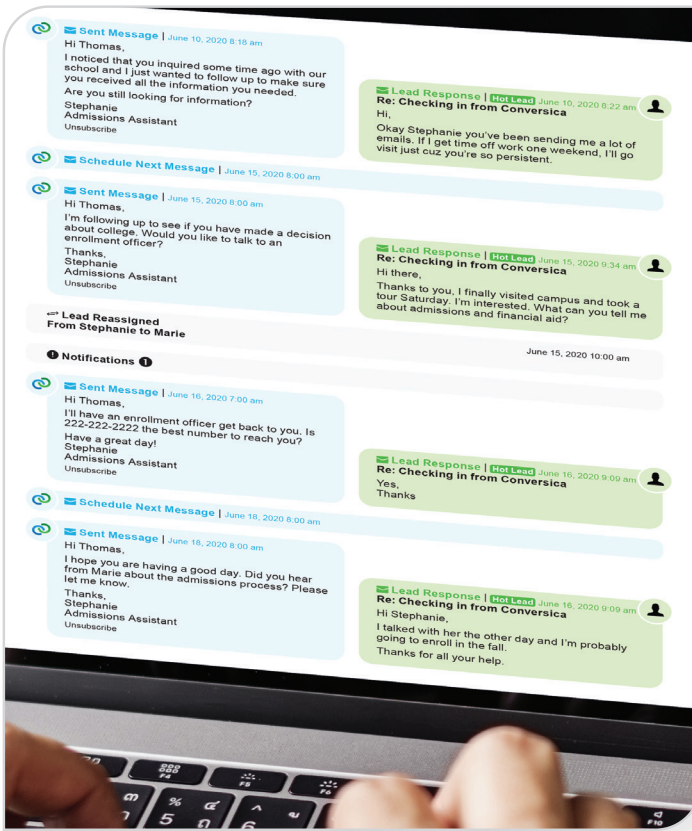 Sent Message | June 10, 2020 8:18 am
Hi Thomas,
I noticed that you inquired some time ago with our
school and I just wanted to follow up to make sure
you received all the information you needed.
Are you still looking for information?
Stephanie
Admissions Assistant
Unsubscribe
Lead Response | Hot Lead June 10, 2020 8:22 am
Re: Checking in from Conversica
Hi,
Okay Stephanie you've been sending me a lot of
emails. If I get time off work one weekend, I'll go
visit just cuz you're so persistent.
Schedule Next Message | June 15, 2020 8:00 am
Sent Message | June 15, 2020 8:00 am
Hi Thomas,
I'm following up to see if you have made a decision
about college. Would you like to talk to an
enrollment officer?
Thanks,
Stephanie
Admissions Assistant
Unsubscribe
Lead Response | Hot Lead June 15, 2020 9:34 am
Re: Checking in from Conversica
Hi there,
Thanks to you, I finally visited campus and took a
tour Saturday. I'm interested. What can you tell me
about admissions and financial aid?
Lead Reassigned
From Stephanie to Marie
June 15, 2020 10:00 am
Notifications 1
Sent Message | June 16, 2020 7:00 am
Hi Thomas,
I'll have an enrollment officer get back to you. Is
222-222-2222 the best number to reach you?
Have a great day!
Stephanie
Admissions Assistant
Unsubscribe
Lead Response | Hot Lead June 16, 2020 9:09 am
Re: Checking in from Conversica
Yes,
Thanks
Schedule Next Message | June 18, 2020 8:00 am
Sent Message | June 18, 2020 8:00 am
Hi Thomas,
I hope you are having a good day. Did you hear
from Marie about the admissions process? Please
let me know.
Thanks,
Stephanie
Admissions Assistant
Unsubscribe
Lead Response | Hot Lead June 16, 2020 9:09 am
Re: Checking in from Conversica
Hi Stephanie,
I talked with her the other day and I'm probably
going to enroll in the fall.
Thanks for all your help.
F4
F5
F6
F10
%
5
^
6